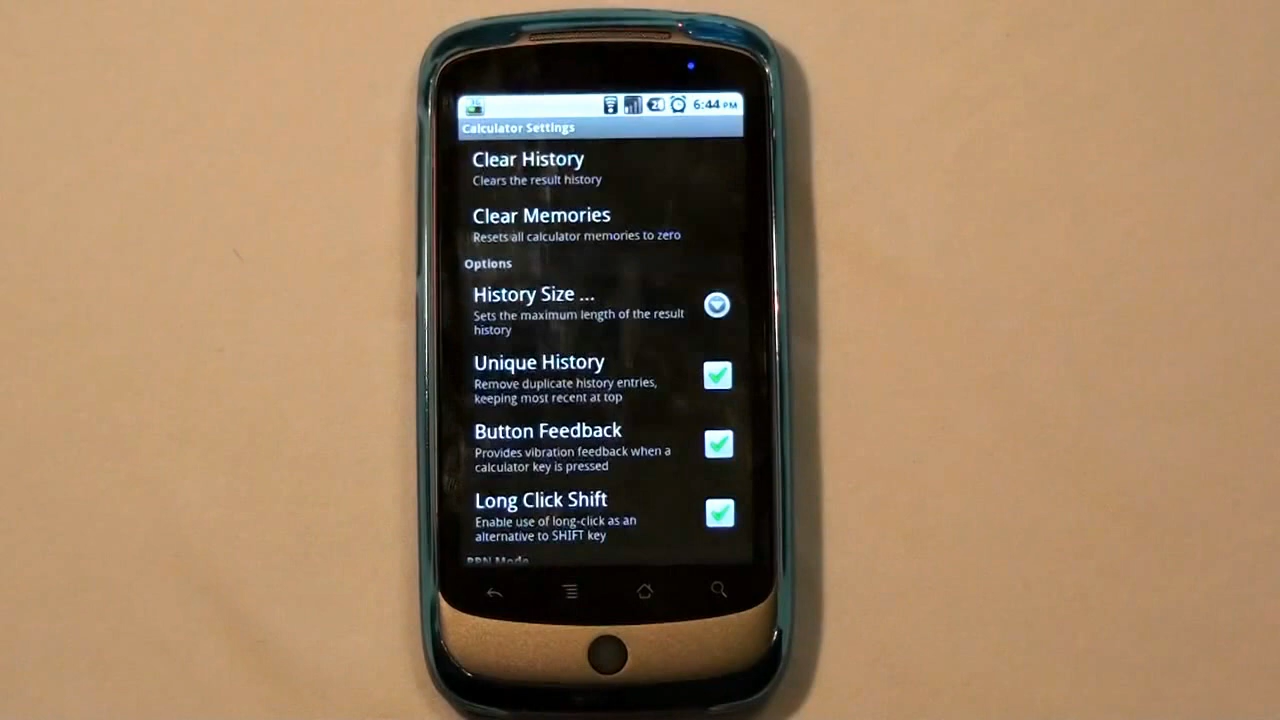 6:44 PM
Calculator Settings
Clear History
Clears the result history
Clear Memories
Resets all calculator memories to zero
Options
History Size ...
Sets the maximum length of the result
history
Unique History
Remove duplicate history entries,
keeping most recent at top
Button Feedback
Provides vibration feedback when a
calculator key is pressed
Long Click Shift
Enable use of long-click as an
alternative to SHIFT key
RPN Mode